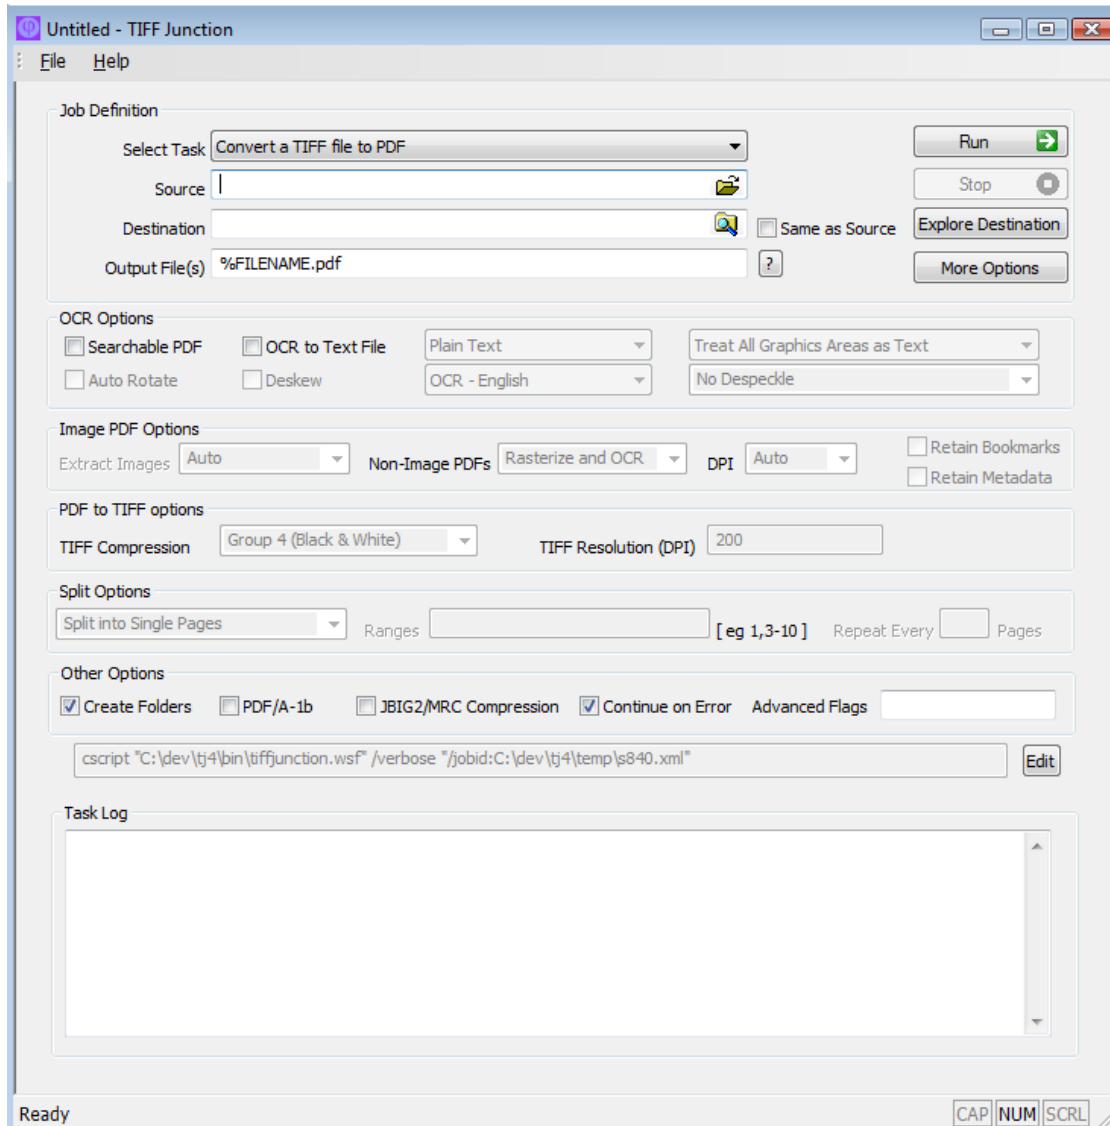 Untitled - TIFF Junction
File Help
Job Definition
Select Task Convert a TIFF file to PDF Run
Source Stop
Destination Same as Source Explore Destination
Output File(s) %FILENAME.pdf ? More Options
OCR Options
Searchable PDF OCR to Text File Plain Text Treat All Graphics Areas as Text
Auto Rotate Deskew OCR - English No Despeckle
Image PDF Options
Extract Images Auto Non-Image PDFs Rasterize and OCR DPI Auto Retain Bookmarks
Retain Metadata
PDF to TIFF options
TIFF Compression Group 4 (Black & White) TIFF Resolution (DPI) 200
Split Options
Split into Single Pages Ranges [ eg 1,3-10 ] Repeat Every Pages
Other Options
Create Folders PDF/A-1b JBIG2/MRC Compression Continue on Error Advanced Flags
cscript "C:\dev\tj4\bin\tiffjunction.wsf" /verbose "/jobid:C:\dev\tj4\temp\s840.xml" Edit
Task Log
Ready CAP NUM SCRL